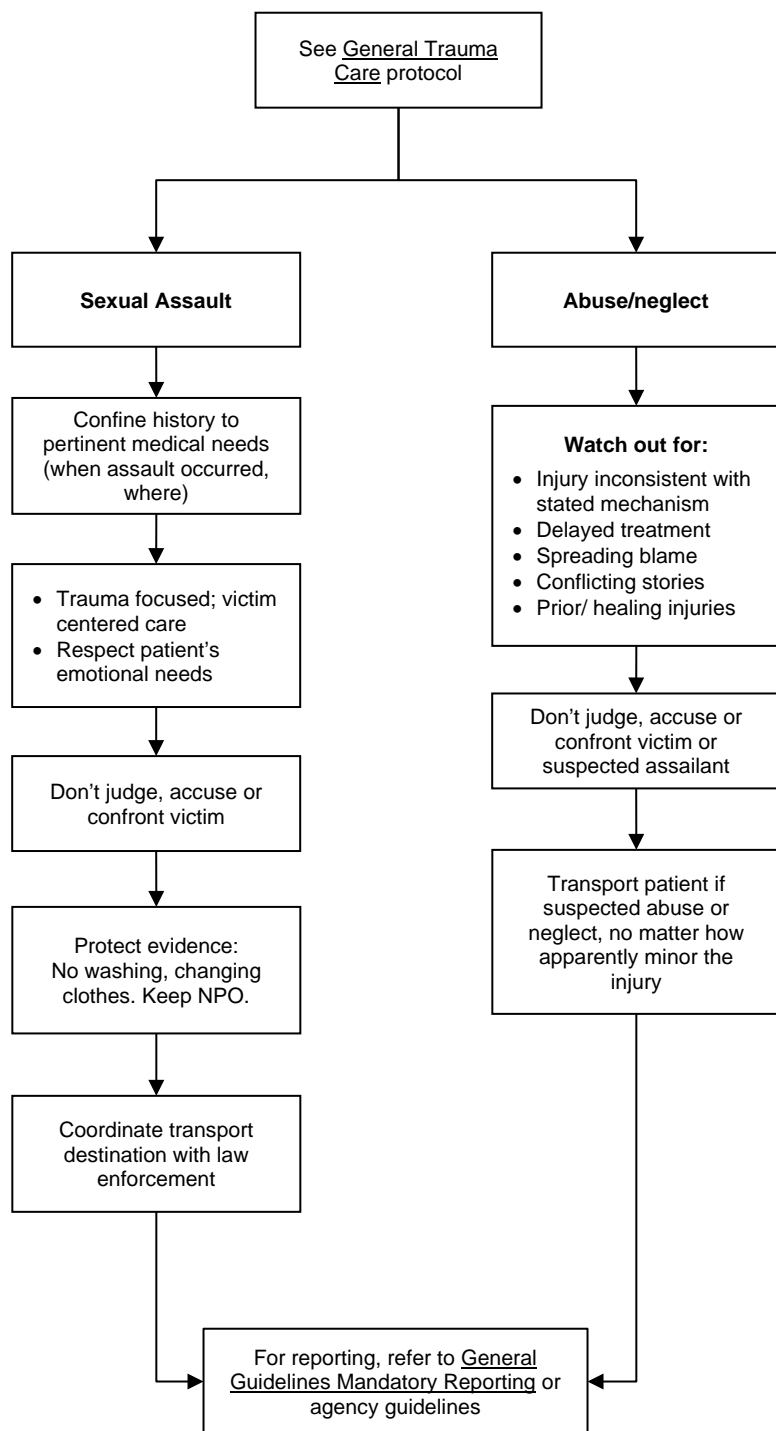 See General Trauma
Care protocol
Sexual Assault
Confine history to
pertinent medical needs
(when assault occurred,
where)
• Trauma focused; victim
centered care
• Respect patient’s
emotional needs
Don’t judge, accuse or
confront victim
Protect evidence:
No washing, changing
clothes. Keep NPO.
Coordinate transport
destination with law
enforcement
Abuse/neglect
Watch out for:
• Injury inconsistent with
stated mechanism
• Delayed treatment
• Spreading blame
• Conflicting stories
• Prior/ healing injuries
Don’t judge, accuse or
confront victim or
suspected assailant
Transport patient if
suspected abuse or
neglect, no matter how
apparently minor the
injury
For reporting, refer to General
Guidelines Mandatory Reporting or
agency guidelines